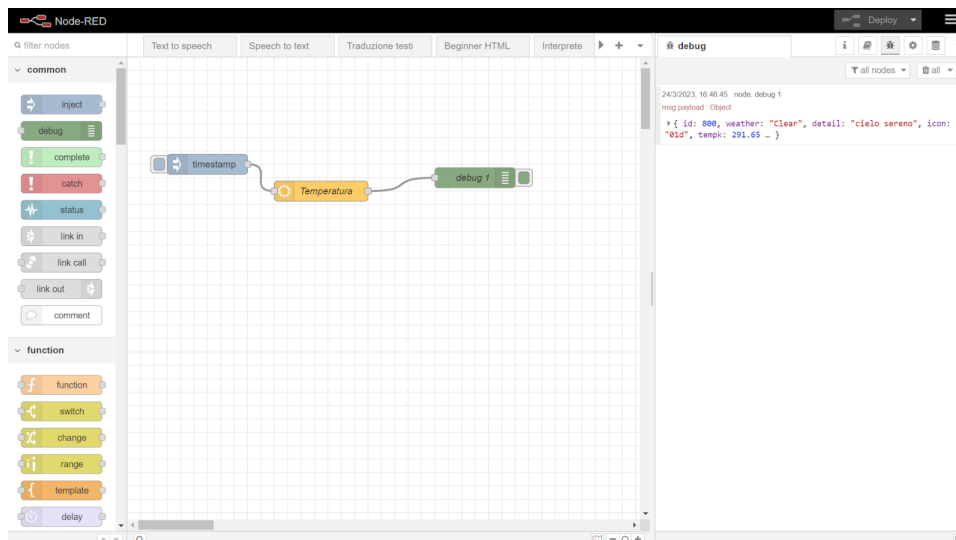 Node-RED
Deploy
filter nodes
Text to speech
Speech to text
Traduzione testi
Beginner HTML
Interprete
debug
i
common
all nodes
all
inject
debug
complete
catch
status
link in
link call
link out
comment
24/3/2023, 16:46:45 node: debug 1
msg.payload : Object
{ id: 800, weather: "Clear", detail: "cielo sereno", icon:
"01d", tempk: 291.65 … }
timestamp
Temperatura
debug 1
function
function
switch
change
range
template
delay